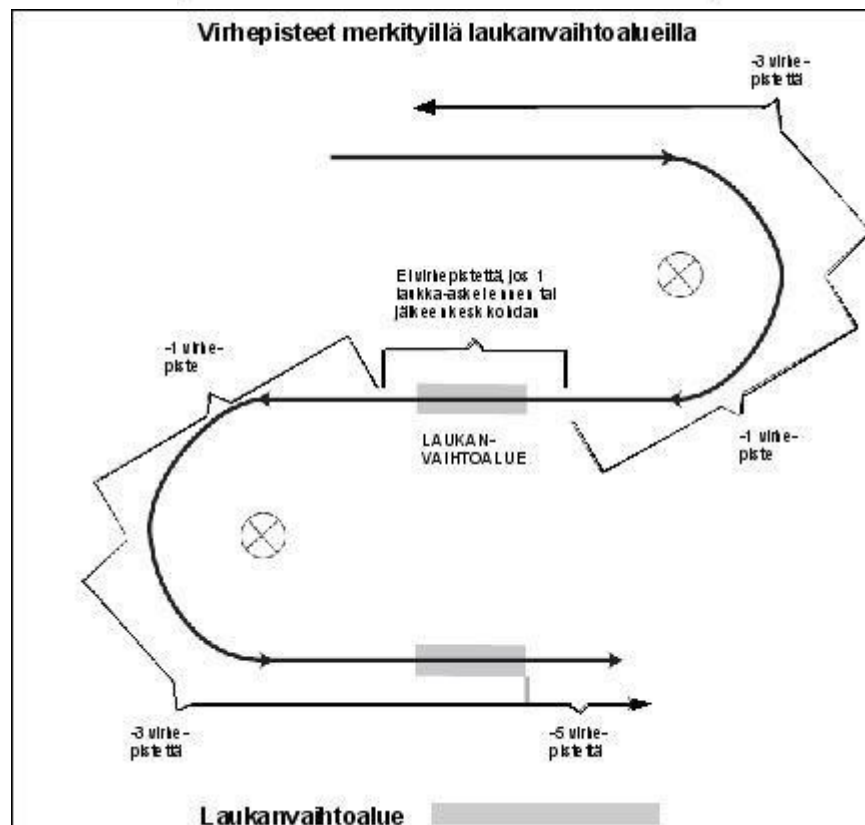 Virhepisteet merkityillä laukanvaihtoalueilla
-3 virhe-
pistettä
Ei virhepistettä, jos 1
laukka-askel ennen tai
jälkeen keskikohdan
-1 virhe-
piste
LAUKAN-
VAIHTOALUE
-1 virhe-
piste
-3 virhe-
pistettä
-5 virhe-
pistettä
Laukanvaihtoalue